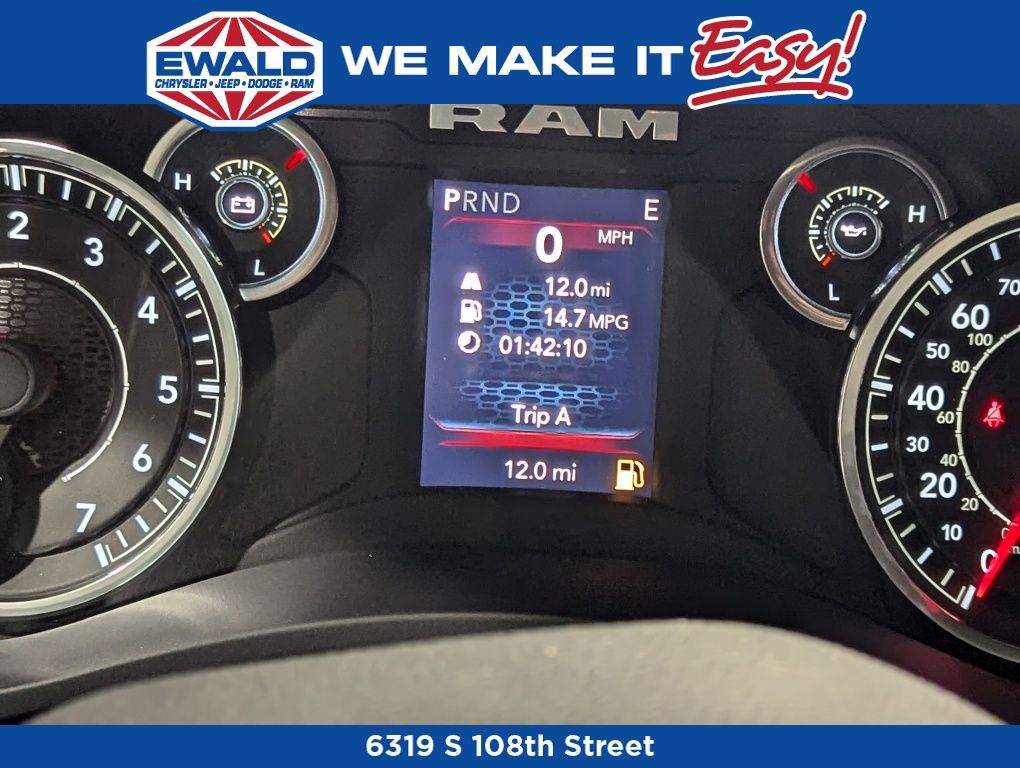 EWALD
CHRYSLER • JEEP • DODGE • RAM
WE MAKE IT Easy!
RAM
PRND
E
0 MPH
12.0 mi
14.7 MPG
01:42:10
Trip A
12.0 mi
H
L
2
3
4
5
6
7
H
L
70
60
50
40
30
20
10
0
100
80
60
40
20
6319 S 108th Street